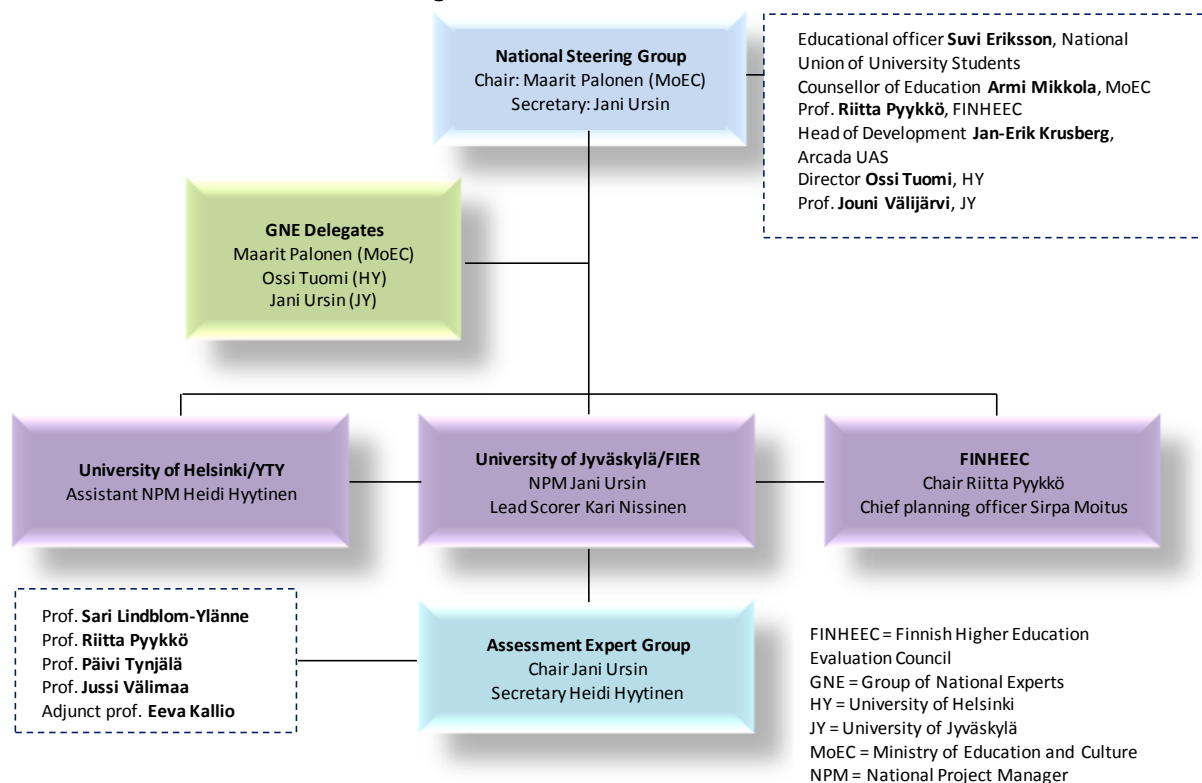 National Steering Group
Chair: Maarit Palonen (MoEC)
Secretary: Jani Ursin
Educational officer Suvi Eriksson, National
Union of University Students
Counsellor of Education Armi Mikkola, MoEC
Prof. Riitta Pyykkö, FINHEEC
Head of Development Jan-Erik Krusberg,
Arcada UAS
Director Ossi Tuomi, HY
Prof. Jouni Välijärvi, JY
GNE Delegates
Maarit Palonen (MoEC)
Ossi Tuomi (HY)
Jani Ursin (JY)
University of Helsinki/YTY
Assistant NPM Heidi Hyytinen
University of Jyväskylä/FIER
NPM Jani Ursin
Lead Scorer Kari Nissinen
FINHEEC
Chair Riitta Pyykkö
Chief planning officer Sirpa Moitus
Prof. Sari Lindblom-Ylänne
Prof. Riitta Pyykkö
Prof. Päivi Tynjälä
Prof. Jussi Välimaa
Adjunct prof. Eeva Kallio
Assessment Expert Group
Chair Jani Ursin
Secretary Heidi Hyytinen
FINHEEC = Finnish Higher Education
Evaluation Council
GNE = Group of National Experts
HY = University of Helsinki
JY = University of Jyväskylä
MoEC = Ministry of Education and Culture
NPM = National Project Manager